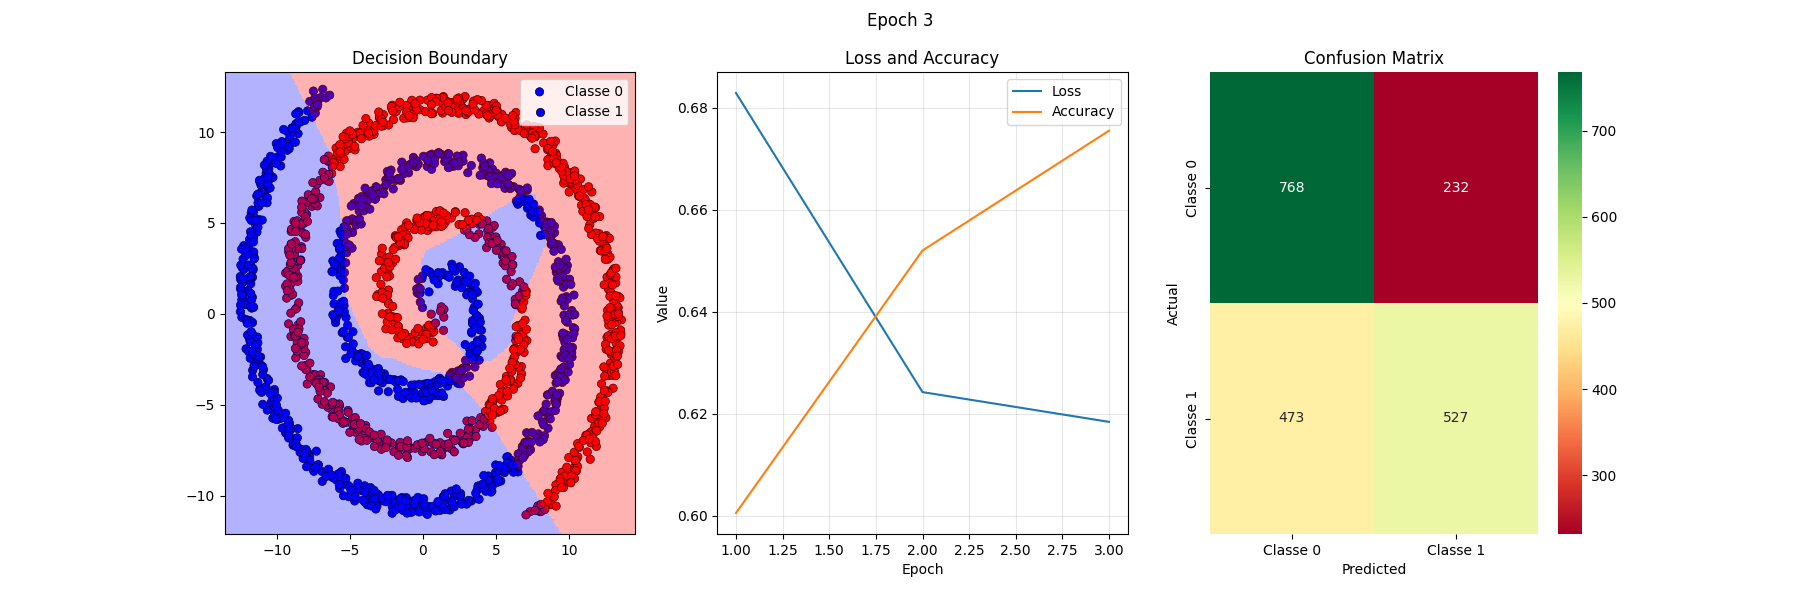 Epoch 3
Decision Boundary
Classe 0
Classe 1
10
5
0
−5
−10
−10
−5
0
5
10
Loss and Accuracy
Loss
Accuracy
Value
0.68
0.66
0.64
0.62
0.60
1.00
1.25
1.50
1.75
2.00
2.25
2.50
2.75
3.00
Epoch
Confusion Matrix
Actual
Classe 0
Classe 1
768
232
473
527
Classe 0
Classe 1
Predicted
700
600
500
400
300